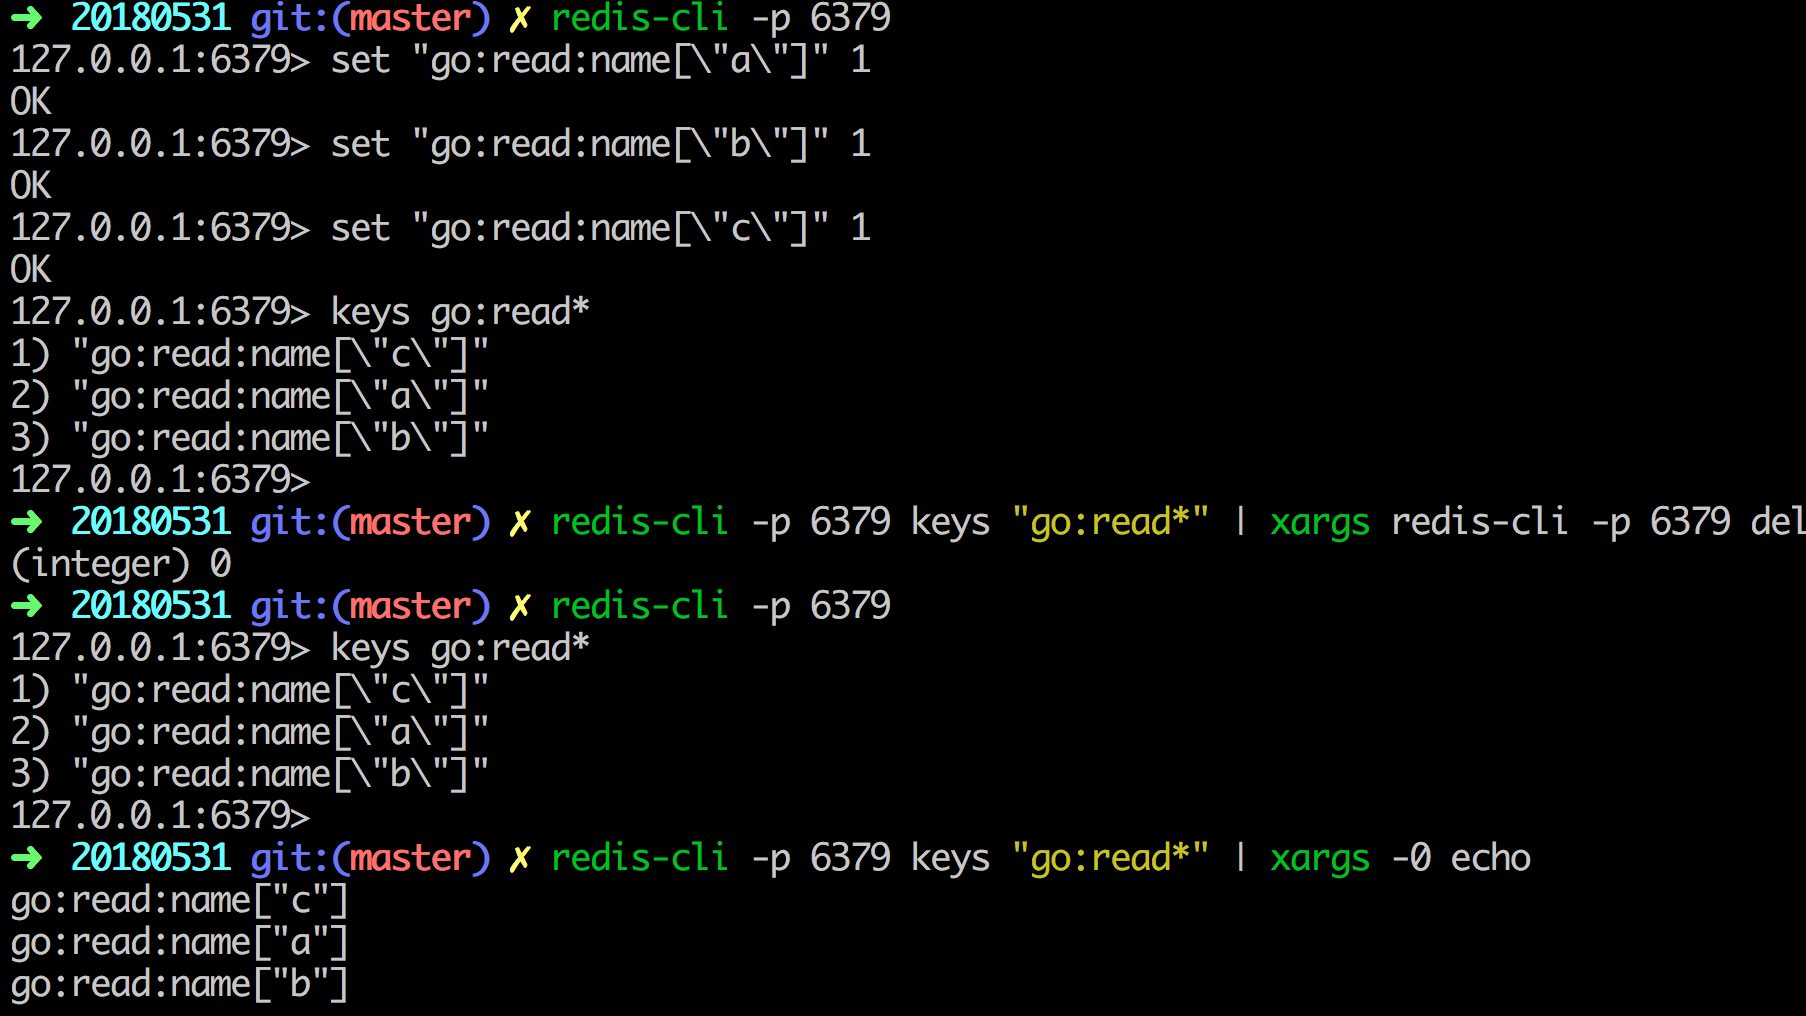 ➜  20180531 git:(master) ✗ redis-cli -p 6379
127.0.0.1:6379> set "go:read:name[\"a\"]" 1
OK
127.0.0.1:6379> set "go:read:name[\"b\"]" 1
OK
127.0.0.1:6379> set "go:read:name[\"c\"]" 1
OK
127.0.0.1:6379> keys go:read*
1) "go:read:name[\"c\"]"
2) "go:read:name[\"a\"]"
3) "go:read:name[\"b\"]"
127.0.0.1:6379>
➜  20180531 git:(master) ✗ redis-cli -p 6379 keys "go:read*" | xargs redis-cli -p 6379 del
(integer) 0
➜  20180531 git:(master) ✗ redis-cli -p 6379
127.0.0.1:6379> keys go:read*
1) "go:read:name[\"c\"]"
2) "go:read:name[\"a\"]"
3) "go:read:name[\"b\"]"
127.0.0.1:6379>
➜  20180531 git:(master) ✗ redis-cli -p 6379 keys "go:read*" | xargs -0 echo
go:read:name["c"]
go:read:name["a"]
go:read:name["b"]